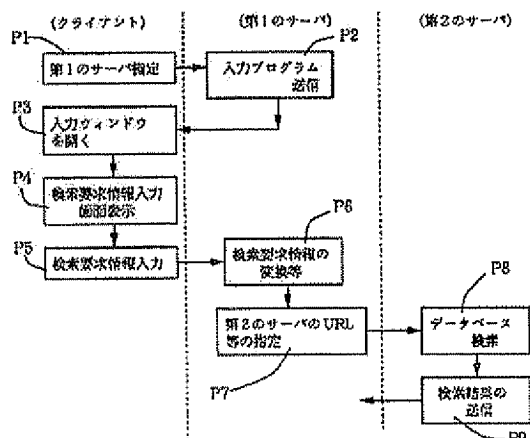 (クライアント)
(第1のサーバ)
(第2のサーバ)
P1
第1のサーバ指定
P2
入力プログラム
送信
P3
入力ウィンドウ
を開く
P4
検索要求情報入力
画面表示
P5
検索要求情報入力
P6
検索要求情報の
変換等
第2のサーバのURL
等の指定
P7
P8
データベース
検索
検索結果の
送信
P9